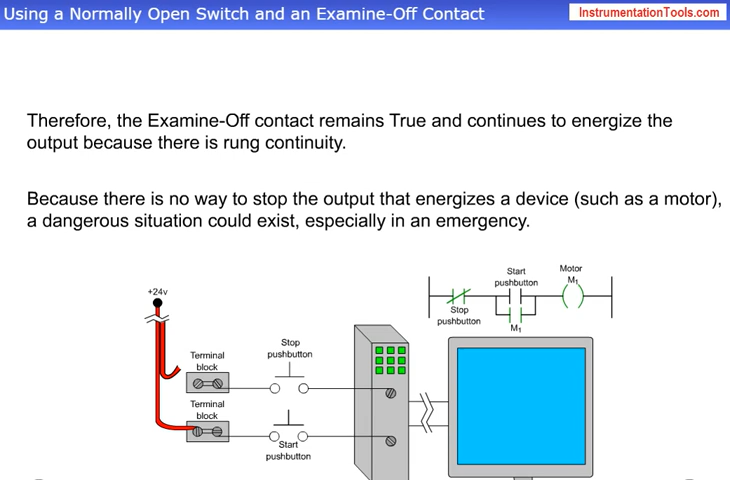 Using a Normally Open Switch and an Examine-Off Contact
InstrumentationTools.com
Therefore, the Examine-Off contact remains True and continues to energize the
output because there is rung continuity.
Because there is no way to stop the output that energizes a device (such as a motor),
a dangerous situation could exist, especially in an emergency.
+24v
Terminal
block
Stop
pushbutton
Terminal
block
Start
pushbutton
Start
pushbutton
Motor
M1
Stop
pushbutton
M1